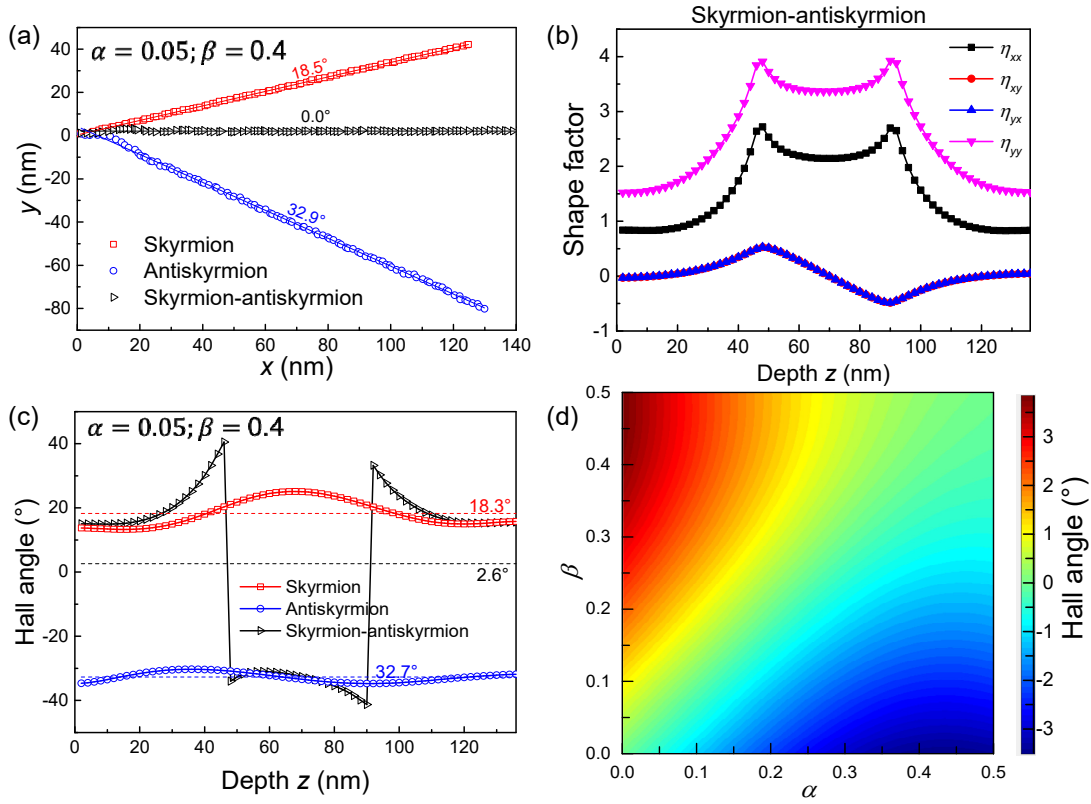 (a)
α = 0.05; β = 0.4
18.5°
0.0°
32.9°
Skyrmion
Antiskyrmion
Skyrmion-antiskyrmion
40
20
0
-20
-40
-60
-80
y (nm)
0 20 40 60 80 100 120 140
x (nm)
Skyrmion-antiskyrmion
(b)
ηxx
ηxy
ηyx
ηyy
4
3
2
1
0
-1
Shape factor
0 20 40 60 80 100 120
Depth z (nm)
(c)
α = 0.05; β = 0.4
18.3°
2.6°
Skyrmion
Antiskyrmion
Skyrmion-antiskyrmion
32.7°
40
20
0
-20
-40
Hall angle (°)
0 20 40 60 80 100 120
Depth z (nm)
(d)
0.5
0.4
0.3
0.2
0.1
0.0
β
0.0 0.1 0.2 0.3 0.4 0.5
α
3
2
1
0
-1
-2
-3
Hall angle (°)